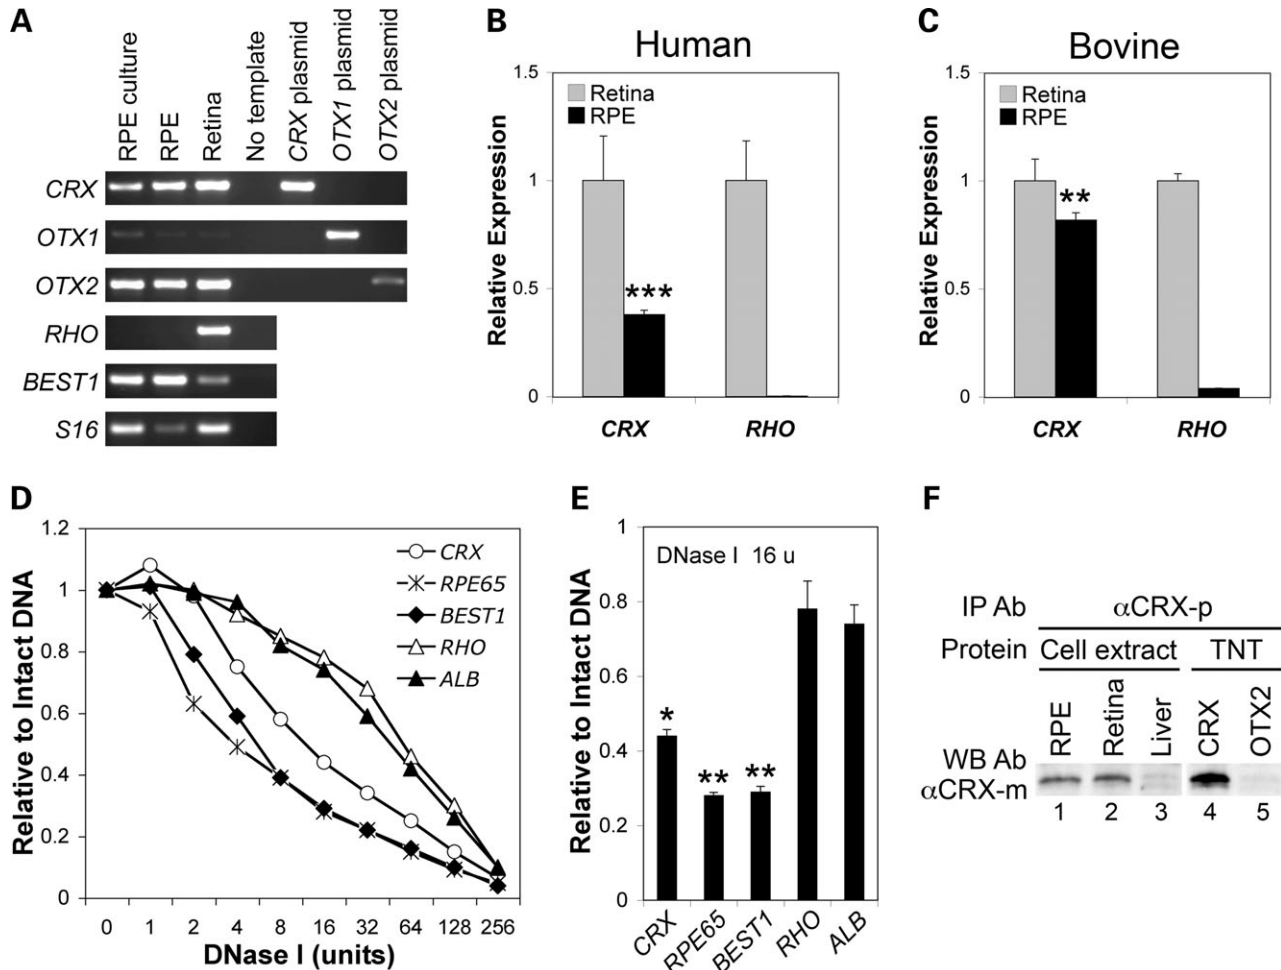 A
RPE culture
RPE
Retina
No template
CRX plasmid
OTX1 plasmid
OTX2 plasmid
CRX
OTX1
OTX2
RHO
BEST1
S16
B
Human
Relative Expression
1.5
1
0.5
0
Retina
RPE
***
CRX
RHO
C
Bovine
Relative Expression
1.5
1
0.5
0
Retina
RPE
**
CRX
RHO
D
Relative to Intact DNA
1.2
1
0.8
0.6
0.4
0.2
0
CRX
RPE65
BEST1
RHO
ALB
0 1 2 4 8 16 32 64 128 256
DNase I (units)
E
Relative to Intact DNA
1
0.8
0.6
0.4
0.2
0
DNase I 16 u
*
**
**
CRX
RPE65
BEST1
RHO
ALB
F
IP Ab αCRX-p
Protein Cell extract TNT
RPE
Retina
Liver
CRX
OTX2
WB Ab
αCRX-m
1 2 3 4 5